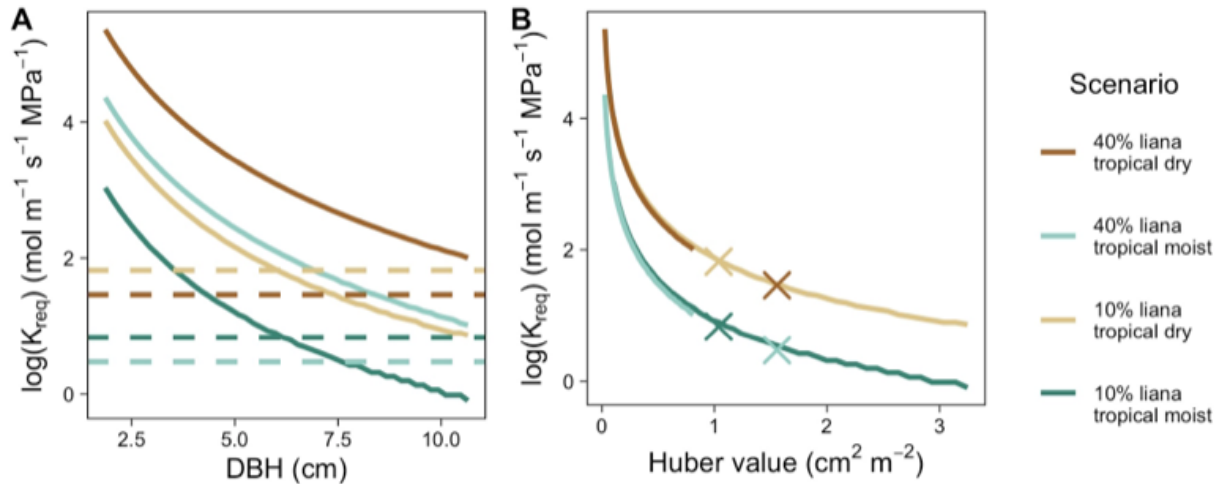 A
log(K_req) (mol m⁻¹ s⁻¹ MPa⁻¹)
4
2
0
2.5 5.0 7.5 10.0
DBH (cm)
B
log(K_req) (mol m⁻¹ s⁻¹ MPa⁻¹)
4
2
0
0 1 2 3
Huber value (cm² m⁻²)
Scenario
40% liana
tropical dry
40% liana
tropical moist
10% liana
tropical dry
10% liana
tropical moist